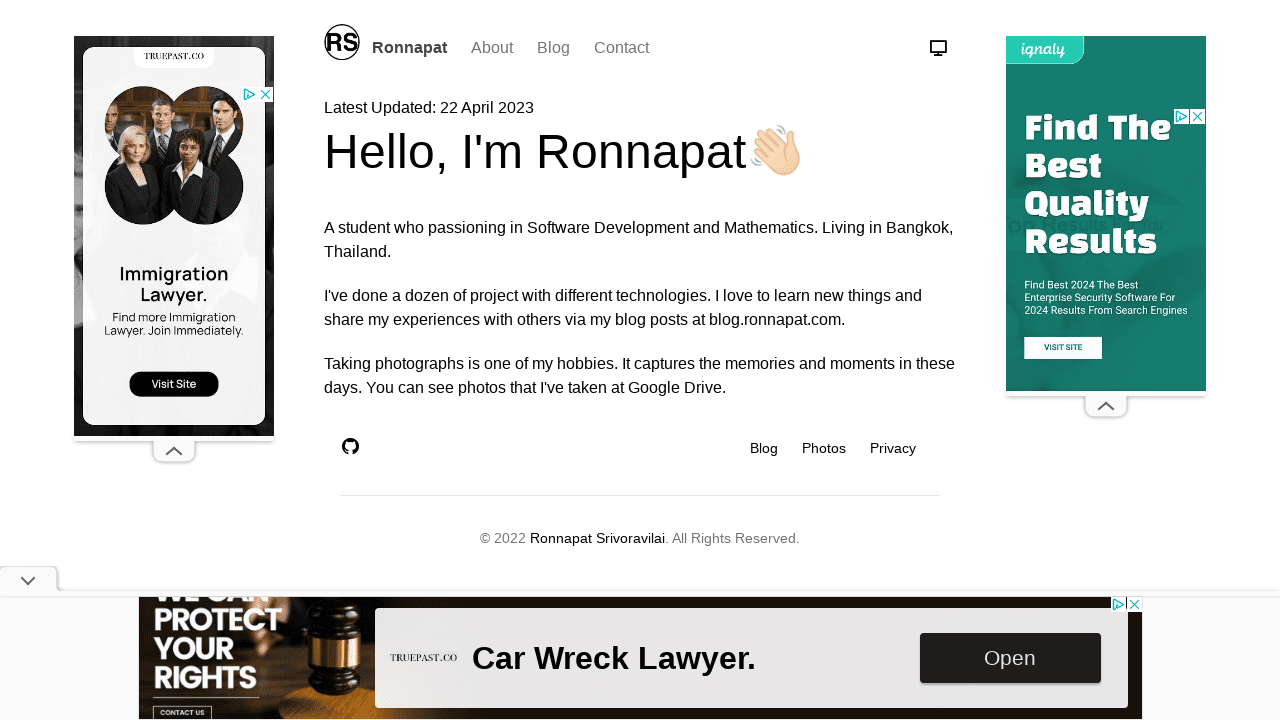 RS
Ronnapat About Blog Contact
Latest Updated: 22 April 2023
Hello, I'm Ronnapat👋🏻
A student who passioning in Software Development and Mathematics. Living in Bangkok,
Thailand.
I've done a dozen of project with different technologies. I love to learn new things and
share my experiences with others via my blog posts at blog.ronnapat.com.
Taking photographs is one of my hobbies. It captures the memories and moments in these
days. You can see photos that I've taken at Google Drive.
Blog Photos Privacy
© 2022 Ronnapat Srivoravilai. All Rights Reserved.
TRUEPAST.CO
Immigration
Lawyer.
Find more Immigration
Lawyer. Join Immediately.
Visit Site
ignaly
Find The
Best
Quality
Results
Find Best 2024 The Best
Enterprise Security Software For
2024 Results From Search Engines
VISIT SITE
WE CAN
PROTECT
YOUR
RIGHTS
CONTACT US
TRUEPAST.CO
Car Wreck Lawyer.
Open